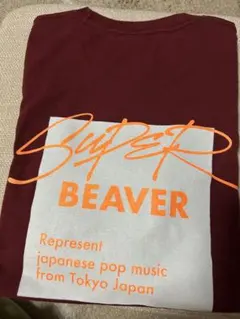 SUPER
BEAVER
Represent
japanese pop music
from Tokyo Japan